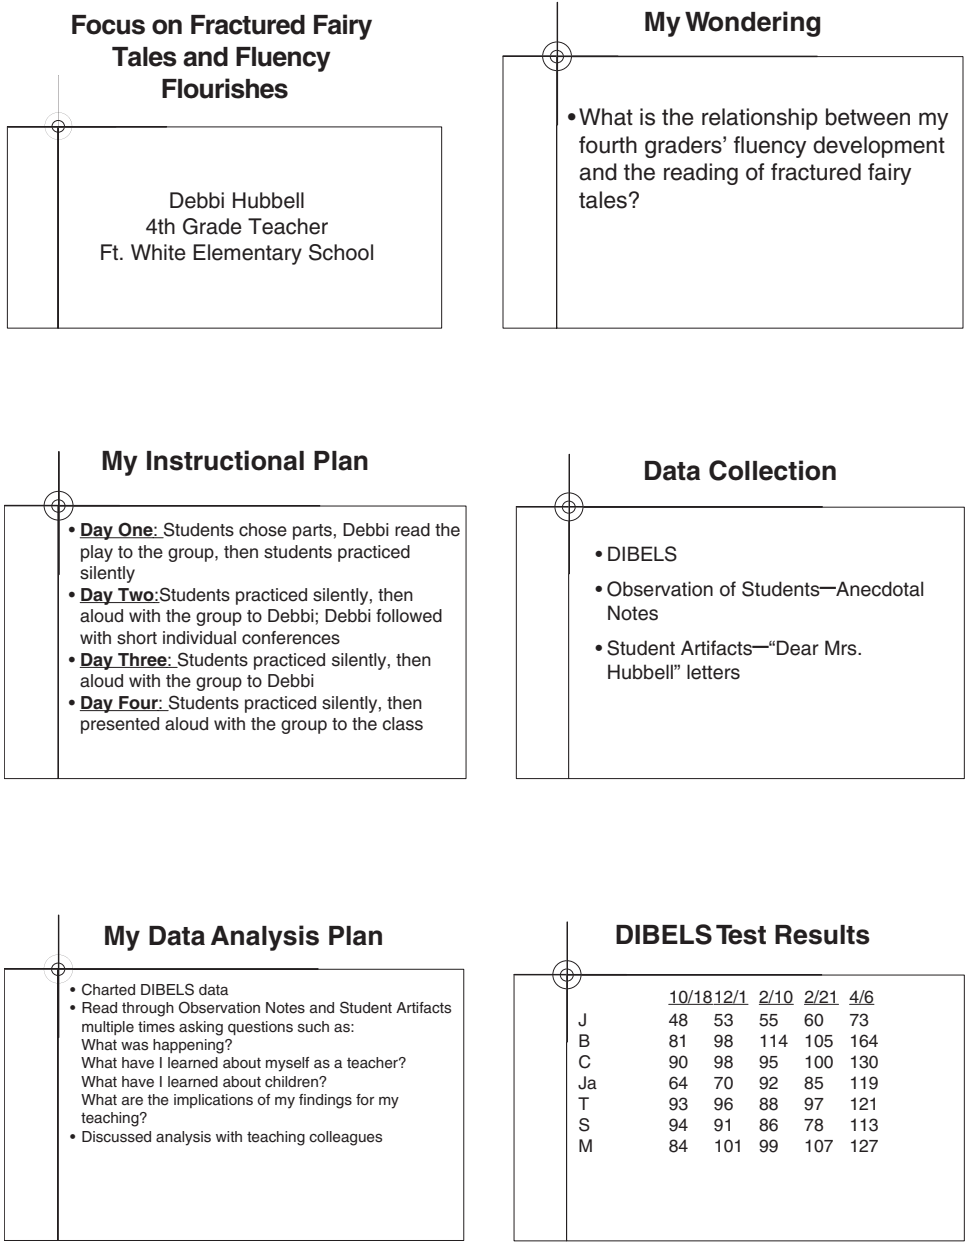 Focus on Fractured Fairy
Tales and Fluency
Flourishes
Debbi Hubbell
4th Grade Teacher
Ft. White Elementary School
My Wondering
• What is the relationship between my
fourth graders’ fluency development
and the reading of fractured fairy
tales?
My Instructional Plan
• Day One: Students chose parts, Debbi read the
play to the group, then students practiced
silently
• Day Two:Students practiced silently, then
aloud with the group to Debbi; Debbi followed
with short individual conferences
• Day Three: Students practiced silently, then
aloud with the group to Debbi
• Day Four: Students practiced silently, then
presented aloud with the group to the class
Data Collection
• DIBELS
• Observation of Students—Anecdotal
Notes
• Student Artifacts—“Dear Mrs.
Hubbell” letters
My Data Analysis Plan
• Charted DIBELS data
• Read through Observation Notes and Student Artifacts
multiple times asking questions such as:
What was happening?
What have I learned about myself as a teacher?
What have I learned about children?
What are the implications of my findings for my
teaching?
• Discussed analysis with teaching colleagues
DIBELS Test Results
10/18 12/1 2/10 2/21 4/6
J 48 53 55 60 73
B 81 98 114 105 164
C 90 98 95 100 130
Ja 64 70 92 85 119
T 93 96 88 97 121
S 94 91 86 78 113
M 84 101 99 107 127